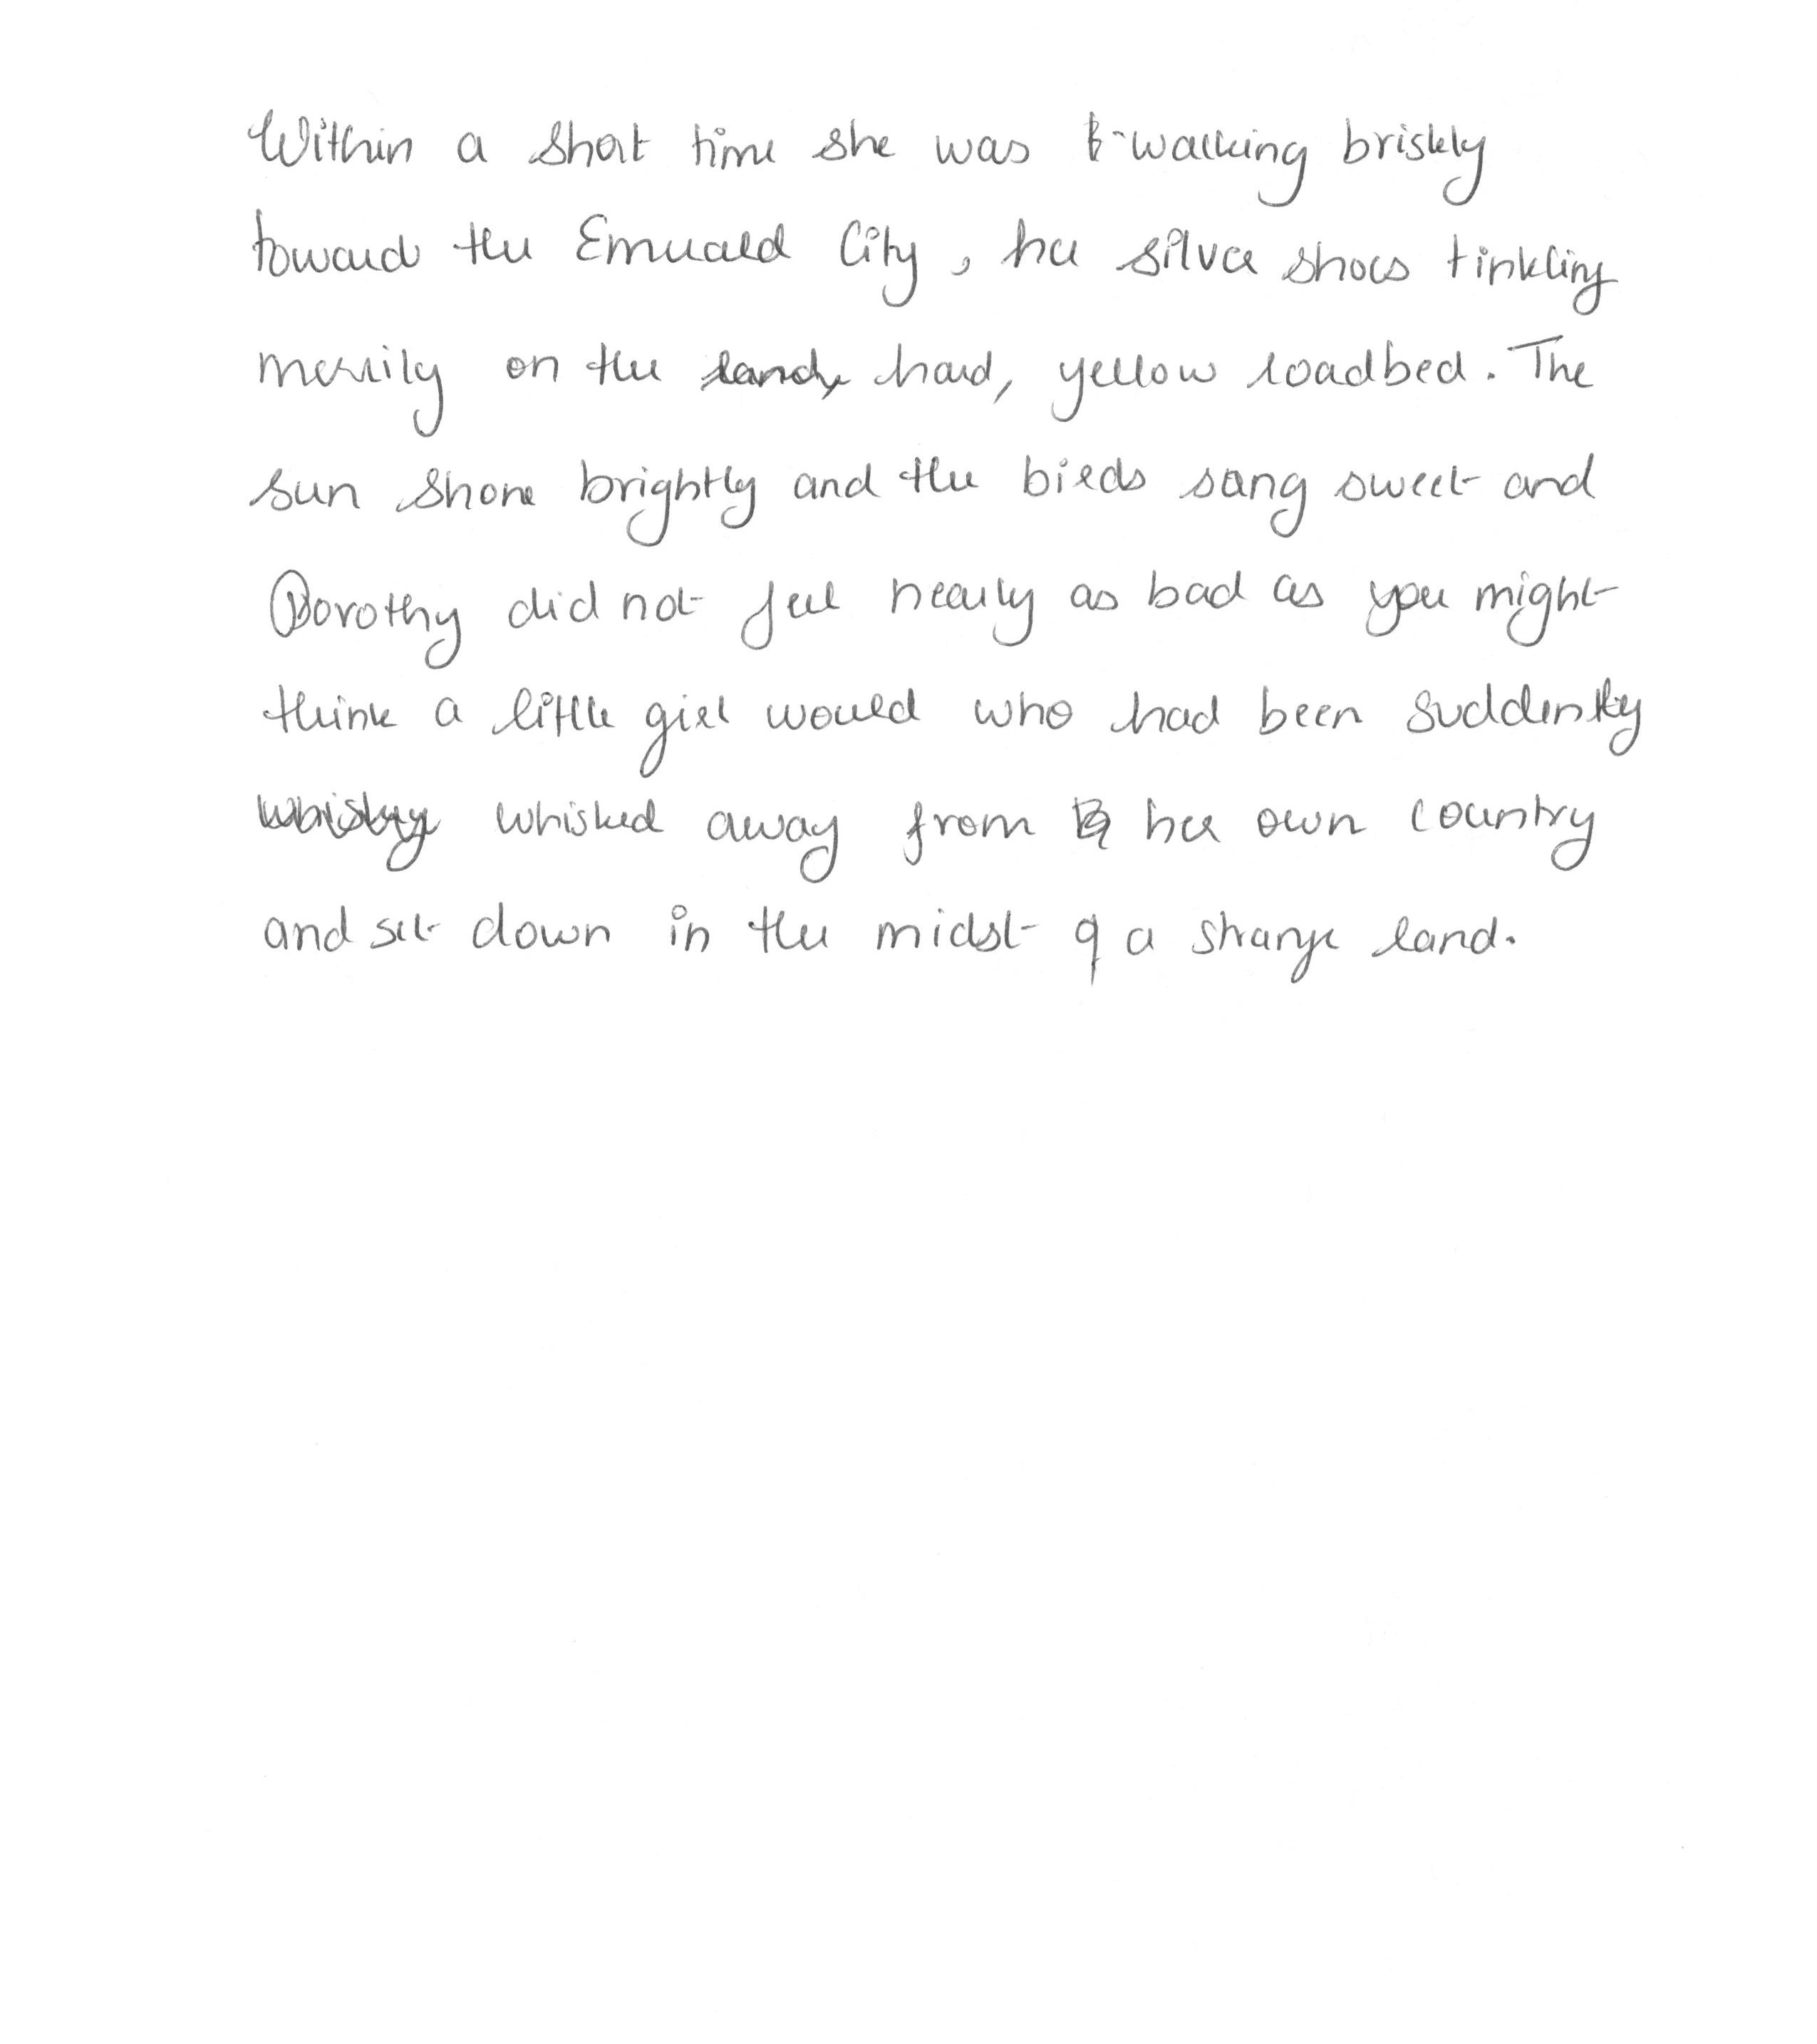 Within a short time she was walking briskly
toward the Emerald City, her silver shoes tinkling
merrily on the hard, yellow roadbed. The
sun shone brightly and the birds sang sweet and
Dorothy did not feel nearly as bad as you might
think a little girl would who had been suddenly
whisked away from her own country
and set down in the midst of a strange land.